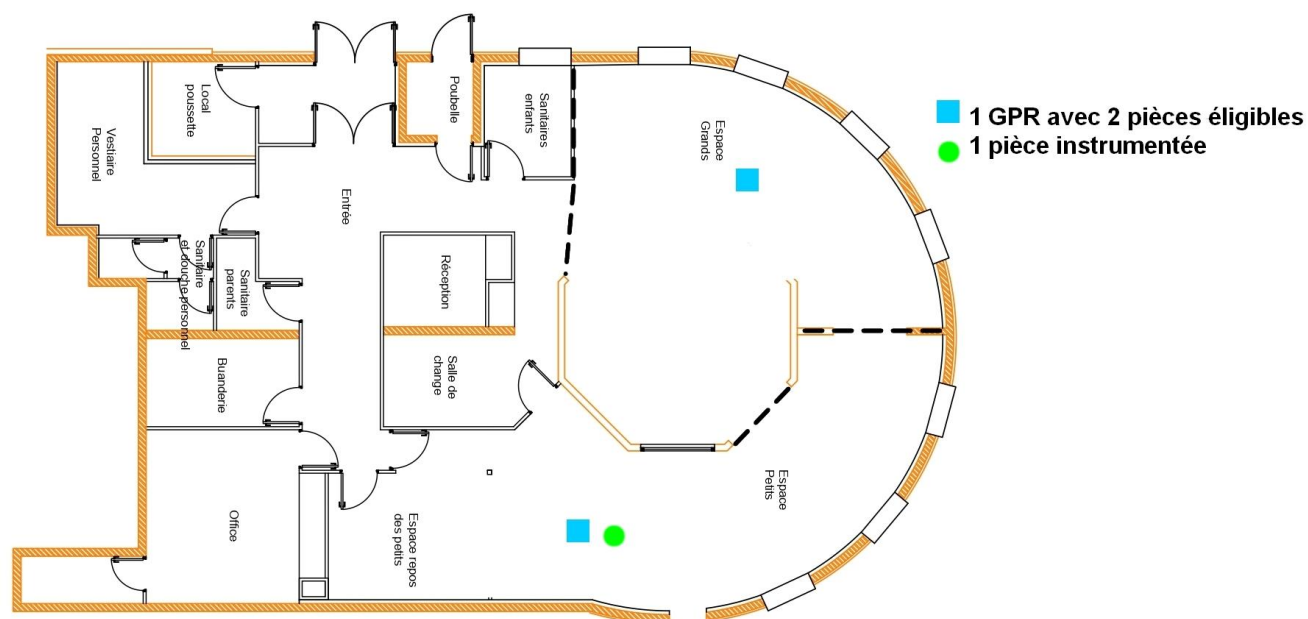 1 GPR avec 2 pièces éligibles
1 pièce instrumentée
Local
poussette
Vestiaire
Personnel
Poubelle
Sanitaires
enfants
Espace
Grands
Entrée
Sanitaire
et douche personnel
Sanitaire
parents
Réception
Buanderie
Salle de
change
Office
Espace repos
des petits
Espace
Petits